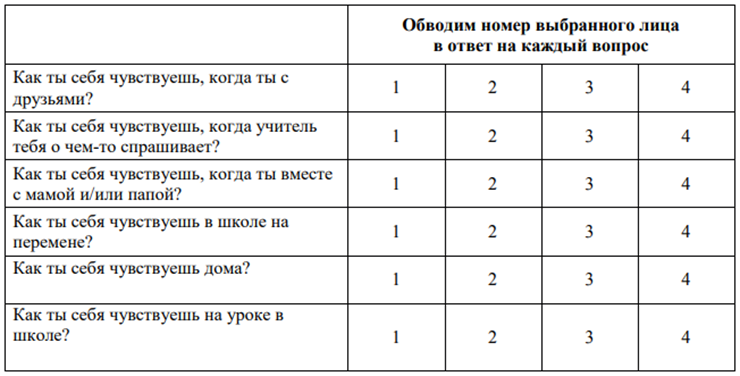 Обводим номер выбранного лица
в ответ на каждый вопрос
Как ты себя чувствуешь, когда ты с
друзьями?
1 2 3 4
Как ты себя чувствуешь, когда учитель
тебя о чем-то спрашивает?
1 2 3 4
Как ты себя чувствуешь, когда ты вместе
с мамой и/или папой?
1 2 3 4
Как ты себя чувствуешь в школе на
перемене?
1 2 3 4
Как ты себя чувствуешь дома?
1 2 3 4
Как ты себя чувствуешь на уроке в
школе?
1 2 3 4